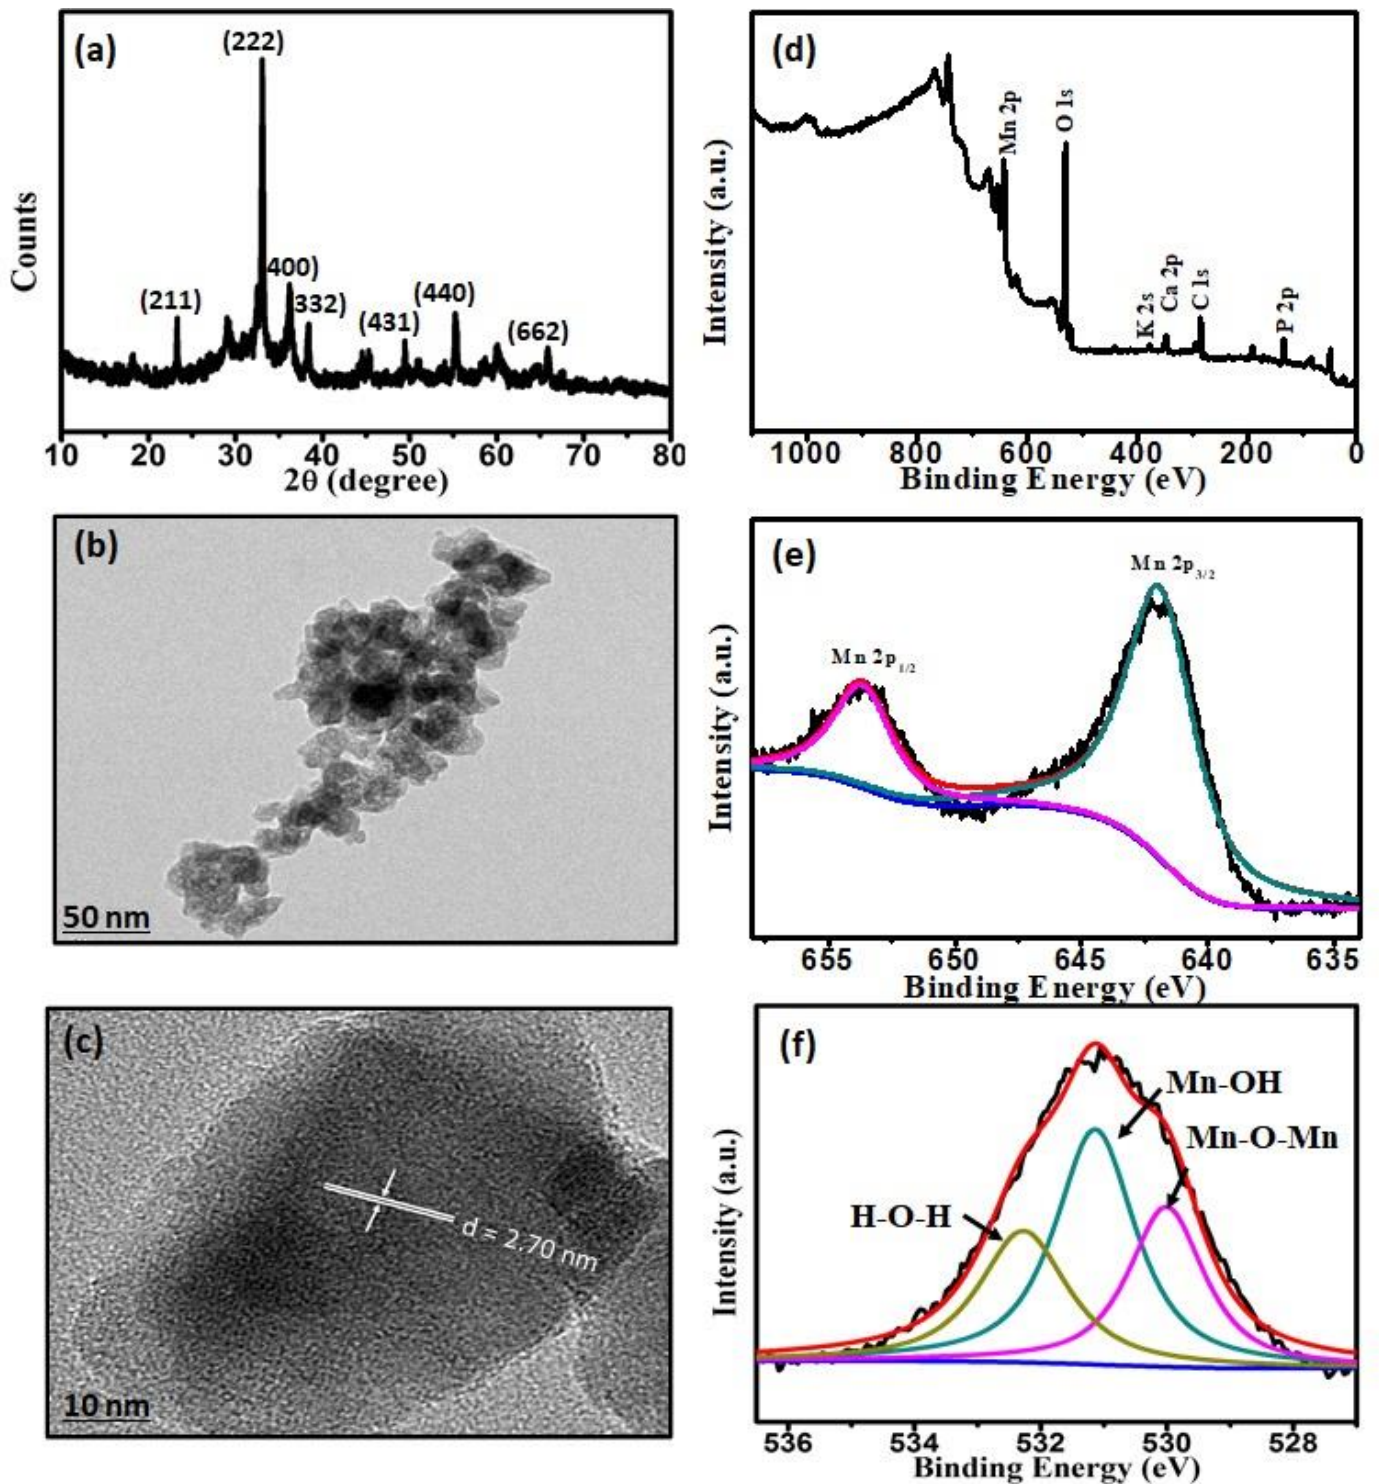 (a)
(222)
400)
(211)
332)
(431)
(440)
(662)
Counts
10 20 30 40 50 60 70 80
2θ (degree)
(d)
Mn 2p
O 1s
K 2s
Ca 2p
C 1s
P 2p
Intensity (a.u.)
1000 800 600 400 200 0
Binding Energy (eV)
(b)
50 nm
(e)
Mn 2p3/2
Mn 2p1/2
Intensity (a.u.)
655 650 645 640 635
Binding Energy (eV)
(c)
d = 2.70 nm
10 nm
(f)
Mn-OH
Mn-O-Mn
H-O-H
Intensity (a.u.)
536 534 532 530 528
Binding Energy (eV)